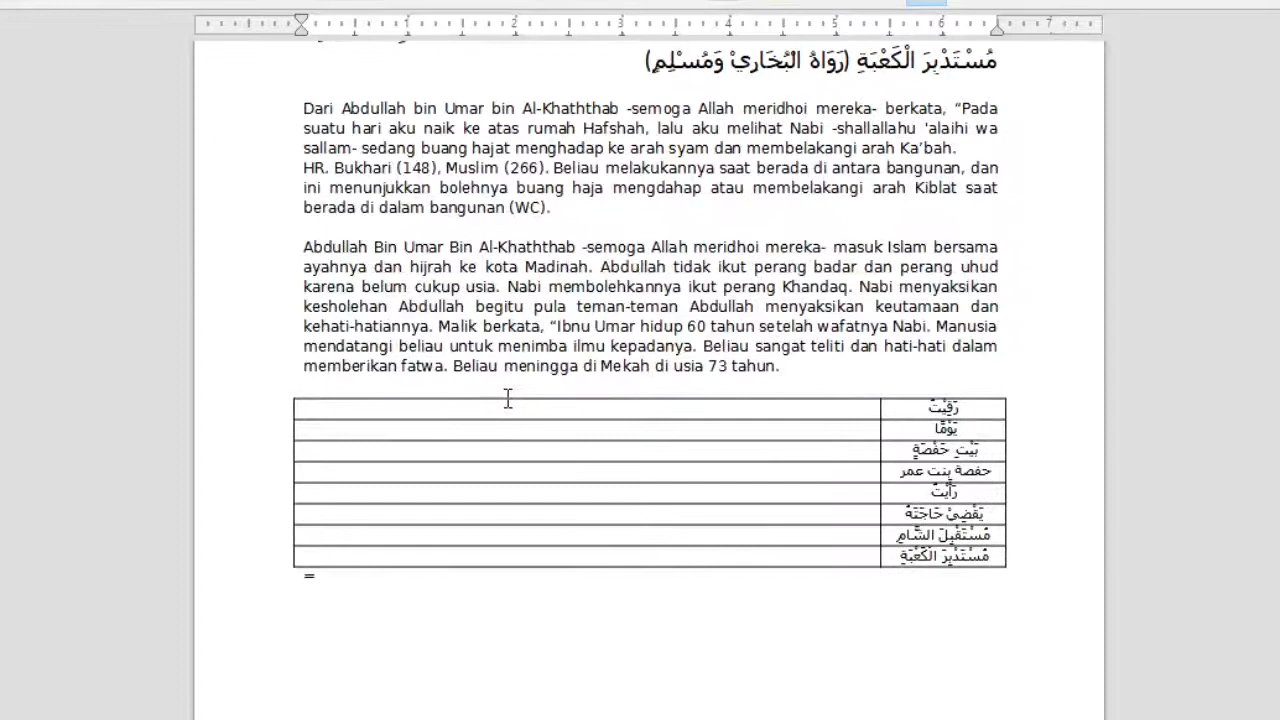 2 3 4 5 6 7
مُسْتَدْبِرَ الْكَعْبَةِ (رَوَاهُ الْبُخَارِيْ وَمُسْلِمِ)
Dari Abdullah bin Umar bin Al-Khaththab -semoga Allah meridhoi mereka- berkata, “Pada
suatu hari aku naik ke atas rumah Hafshah, lalu aku melihat Nabi -shallallahu 'alaihi wa
sallam- sedang buang hajat menghadap ke arah syam dan membelakangi arah Ka’bah.
HR. Bukhari (148), Muslim (266). Beliau melakukannya saat berada di antara bangunan, dan
ini menunjukkan bolehnya buang haja mengdahap atau membelakangi arah Kiblat saat
berada di dalam bangunan (WC).
Abdullah Bin Umar Bin Al-Khaththab -semoga Allah meridhoi mereka- masuk Islam bersama
ayahnya dan hijrah ke kota Madinah. Abdullah tidak ikut perang badar dan perang uhud
karena belum cukup usia. Nabi membolehkannya ikut perang Khandaq. Nabi menyaksikan
kesholehan Abdullah begitu pula teman-teman Abdullah menyaksikan keutamaan dan
kehati-hatiannya. Malik berkata, “Ibnu Umar hidup 60 tahun setelah wafatnya Nabi. Manusia
mendatangi beliau untuk menimba ilmu kepadanya. Beliau sangat teliti dan hati-hati dalam
memberikan fatwa. Beliau meningga di Mekah di usia 73 tahun.
رَقِيْتُ
يَوْمًا
بَيْتِ حَفْصَةٍ
حفصة بنت عمر
رَأَيْتُ
يَقْضِيْ حَاجَتَهُ
مُسْتَقْبِلَ الشَّامِ
مُسْتَدْبِرَ الْكَعْبَةِ
=